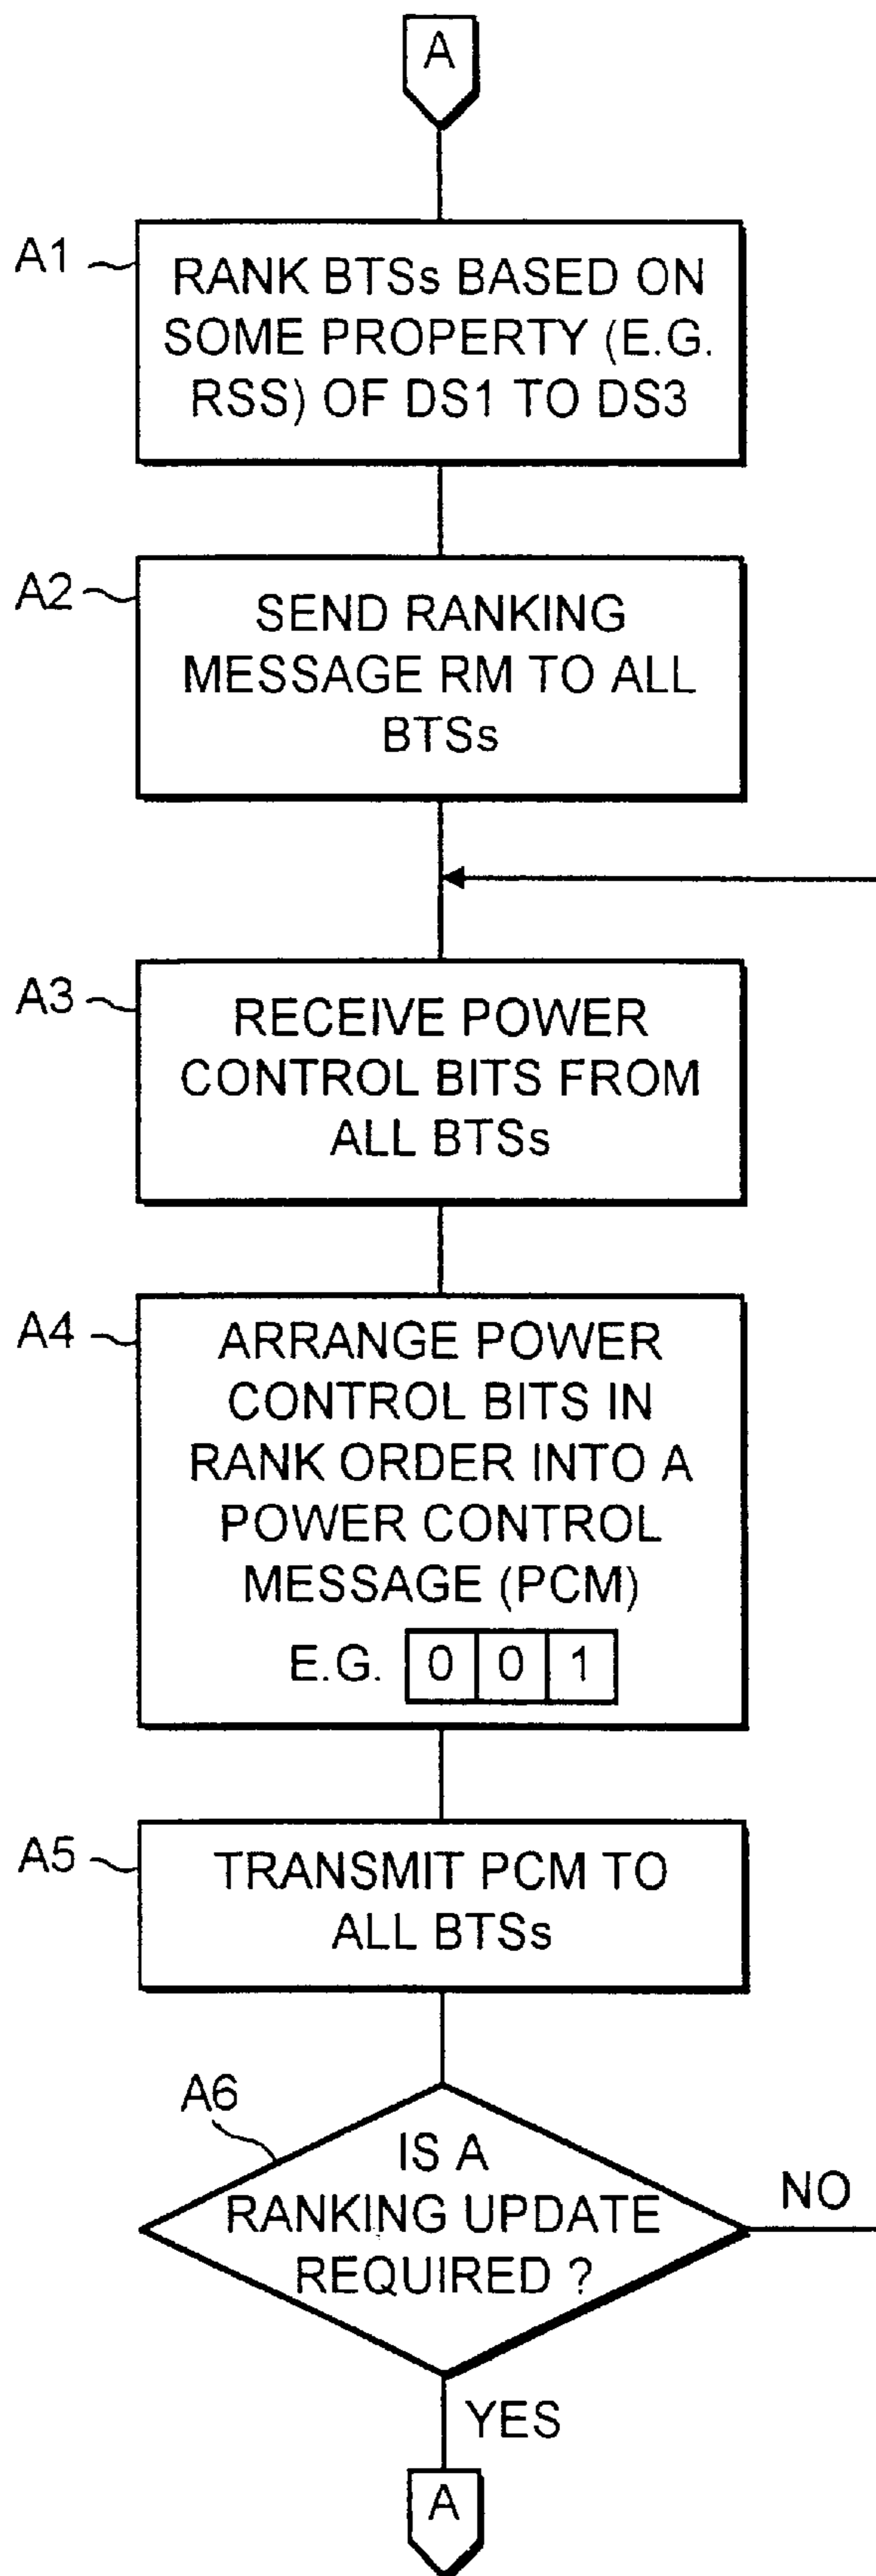 A
A1
RANK BTSs BASED ON
SOME PROPERTY (E.G.
RSS) OF DS1 TO DS3
A2
SEND RANKING
MESSAGE RM TO ALL
BTSs
A3
RECEIVE POWER
CONTROL BITS FROM
ALL BTSs
A4
ARRANGE POWER
CONTROL BITS IN
RANK ORDER INTO A
POWER CONTROL
MESSAGE (PCM)
E.G. 0 0 1
A5
TRANSMIT PCM TO
ALL BTSs
A6
IS A
RANKING UPDATE
REQUIRED ?
NO
YES
A